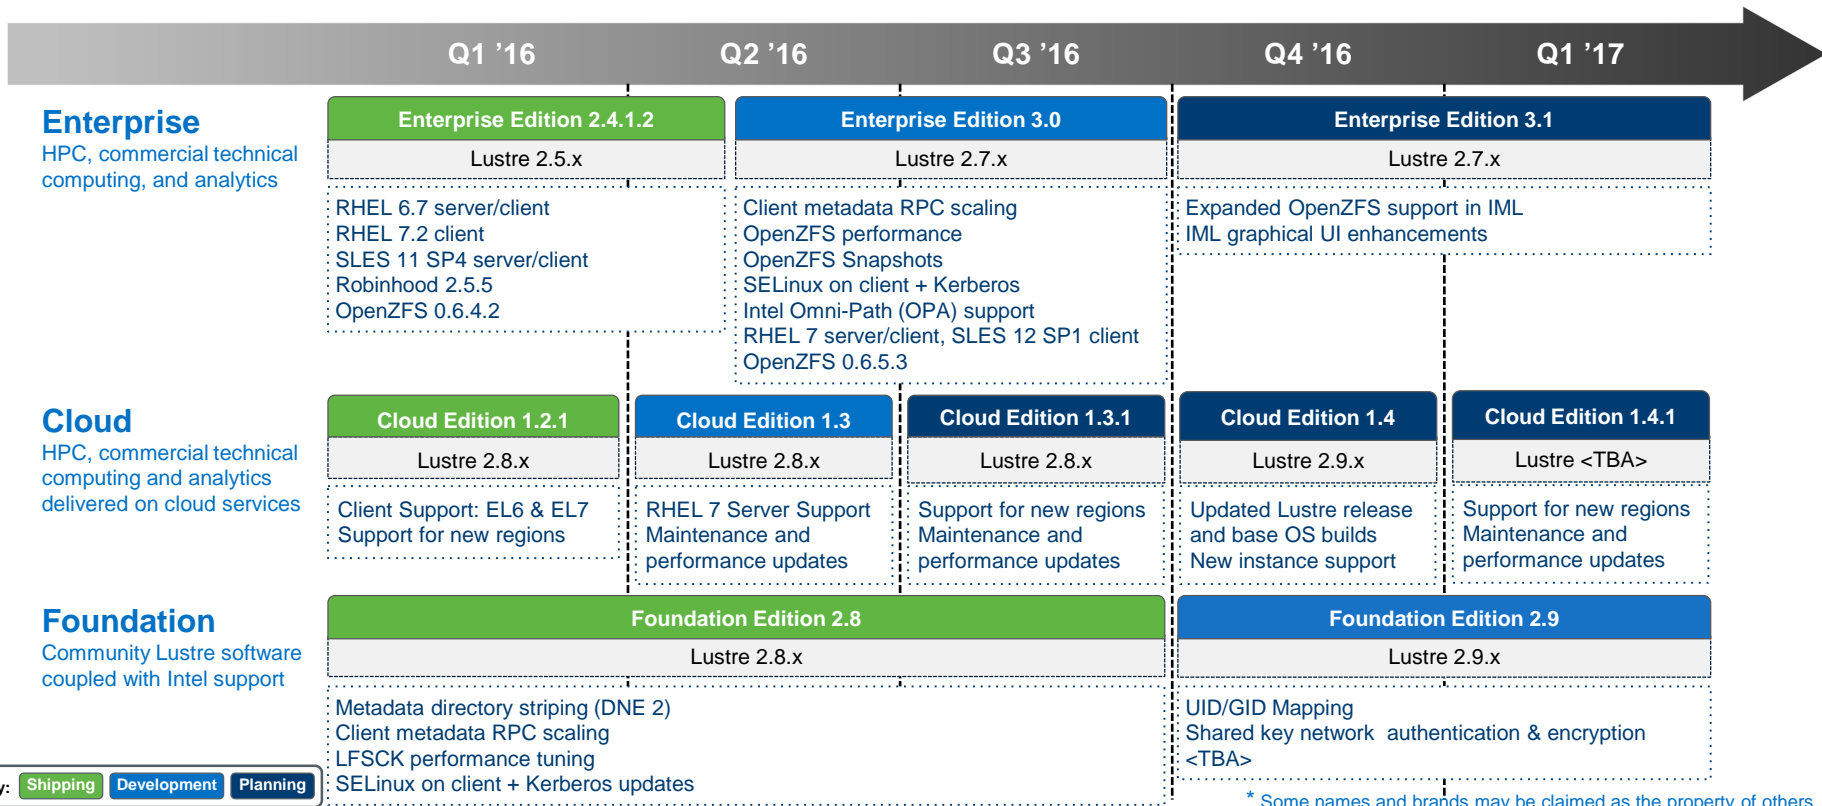 Q1 ’16
Q2 ’16
Q3 ’16
Q4 ’16
Q1 ’17
Enterprise
HPC, commercial technical
computing, and analytics
Enterprise Edition 2.4.1.2
Lustre 2.5.x
RHEL 6.7 server/client
RHEL 7.2 client
SLES 11 SP4 server/client
Robinhood 2.5.5
OpenZFS 0.6.4.2
Enterprise Edition 3.0
Lustre 2.7.x
Client metadata RPC scaling
OpenZFS performance
OpenZFS Snapshots
SELinux on client + Kerberos
Intel Omni-Path (OPA) support
RHEL 7 server/client, SLES 12 SP1 client
OpenZFS 0.6.5.3
Enterprise Edition 3.1
Lustre 2.7.x
Expanded OpenZFS support in IML
IML graphical UI enhancements
Cloud
HPC, commercial technical
computing and analytics
delivered on cloud services
Cloud Edition 1.2.1
Lustre 2.8.x
Client Support: EL6 & EL7
Support for new regions
Cloud Edition 1.3
Lustre 2.8.x
RHEL 7 Server Support
Maintenance and
performance updates
Cloud Edition 1.3.1
Lustre 2.8.x
Support for new regions
Maintenance and
performance updates
Cloud Edition 1.4
Lustre 2.9.x
Updated Lustre release
and base OS builds
New instance support
Cloud Edition 1.4.1
Lustre <TBA>
Support for new regions
Maintenance and
performance updates
Foundation
Community Lustre software
coupled with Intel support
Foundation Edition 2.8
Lustre 2.8.x
Metadata directory striping (DNE 2)
Client metadata RPC scaling
LFSCK performance tuning
SELinux on client + Kerberos updates
Foundation Edition 2.9
Lustre 2.9.x
UID/GID Mapping
Shared key network authentication & encryption
<TBA>
y: Shipping Development Planning
* Some names and brands may be claimed as the property of others